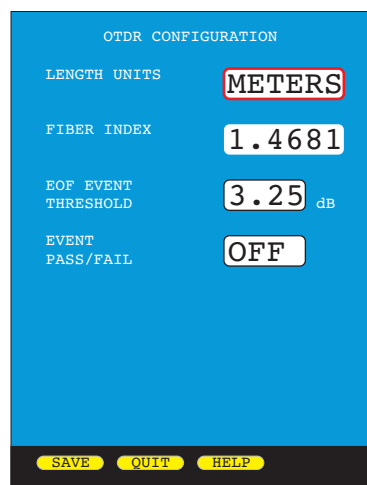 OTDR CONFIGURATION
LENGTH UNITS METERS
FIBER INDEX 1.4681
EOF EVENT
THRESHOLD 3.25 dB
EVENT
PASS/FAIL OFF
SAVE QUIT HELP